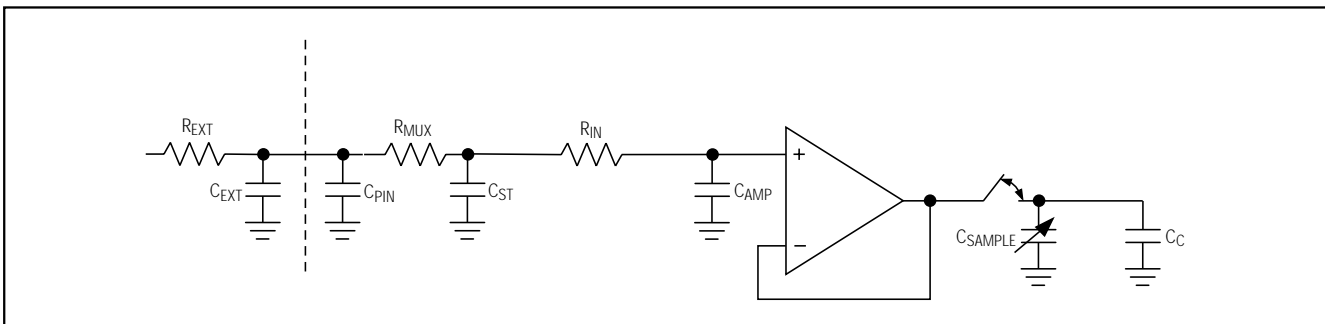 REXT
RMUX
RIN
CEXT
CPIN
CST
CAMP
+
−
CSAMPLE
CC